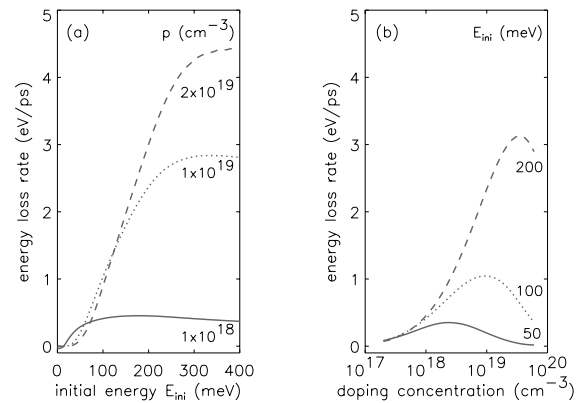 (a)
p (cm⁻³)
energy loss rate (eV/ps)
5
4
3
2
1
0
2x10¹⁹
1x10¹⁹
1x10¹⁸
0 100 200 300 400
initial energy E_ini (meV)
(b)
E_ini (meV)
energy loss rate (eV/ps)
5
4
3
2
1
0
200
100
50
10¹⁷ 10¹⁸ 10¹⁹ 10²⁰
doping concentration (cm⁻³)